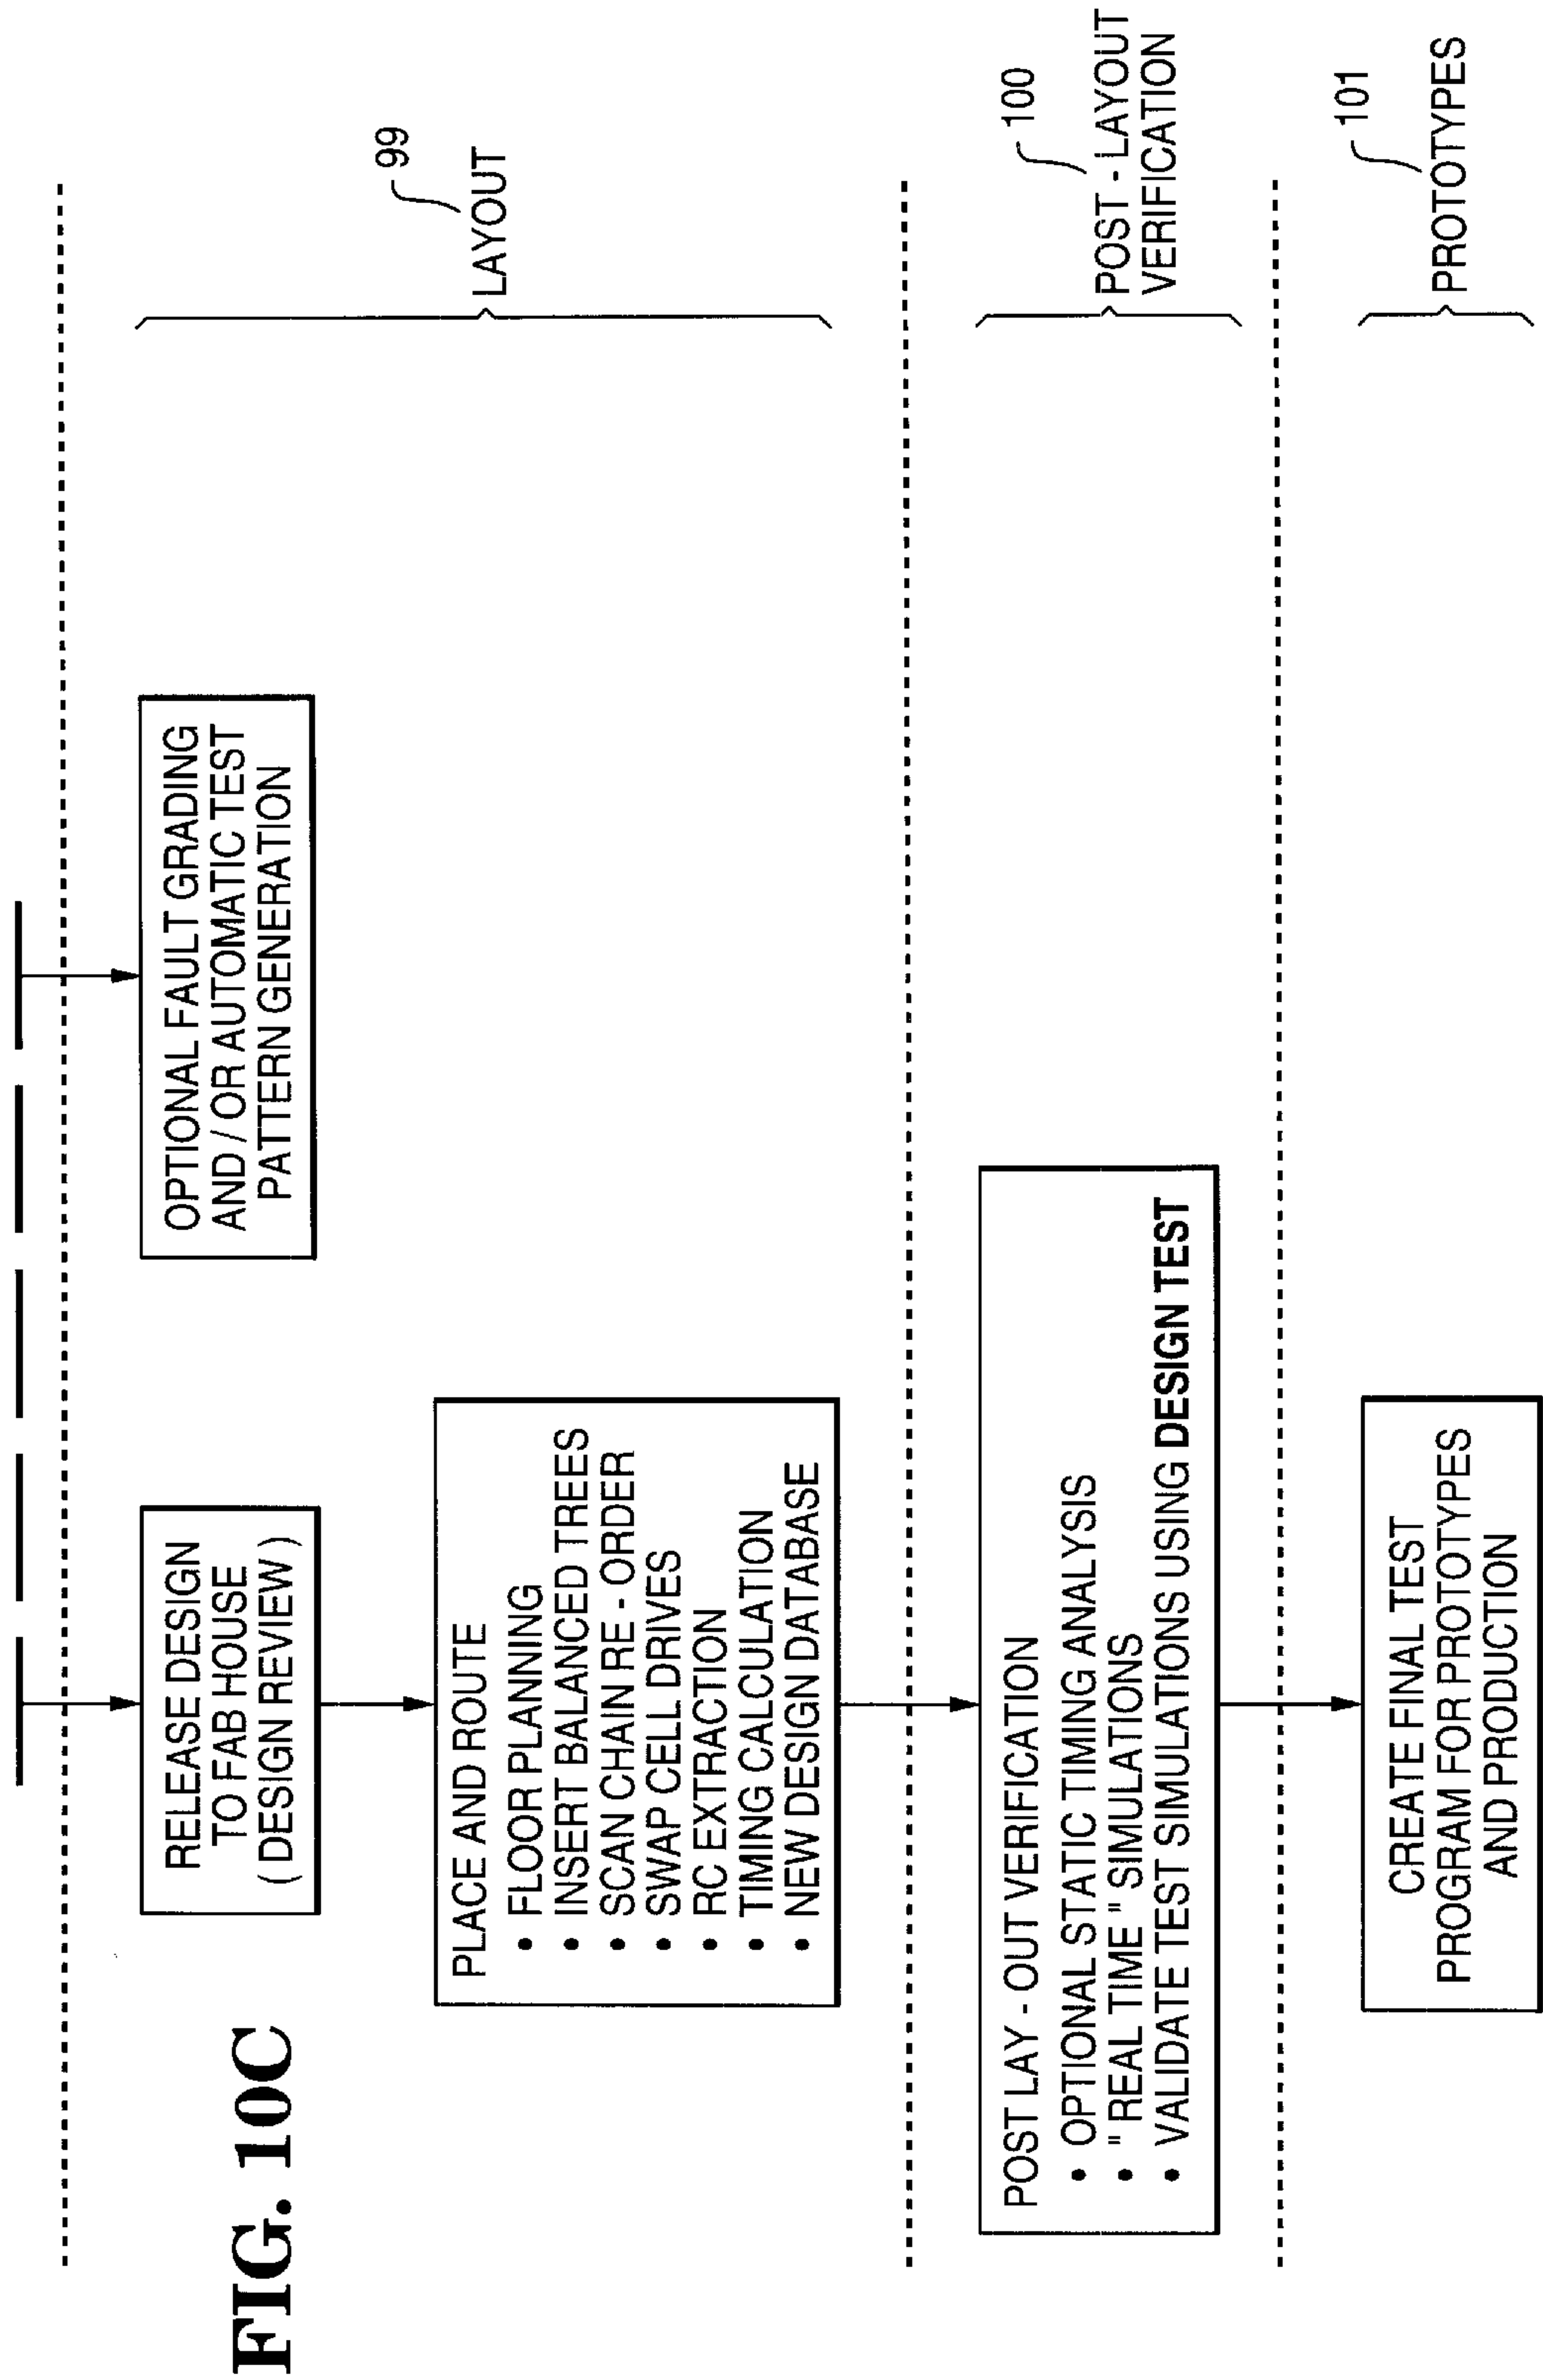 FIG. 10C
RELEASE DESIGN
TO FAB HOUSE
( DESIGN REVIEW )
OPTIONAL FAULT GRADING
AND / OR AUTOMATIC TEST
PATTERN GENERATION
PLACE AND ROUTE
• FLOOR PLANNING
• INSERT BALANCED TREES
• SCAN CHAIN RE - ORDER
• SWAP CELL DRIVES
• RC EXTRACTION
• TIMING CALCULATION
• NEW DESIGN DATABASE
99
LAYOUT
POST LAY - OUT VERIFICATION
• OPTIONAL STATIC TIMING ANALYSIS
• " REAL TIME " SIMULATIONS
• VALIDATE TEST SIMULATIONS USING DESIGN TEST
100
POST - LAYOUT
VERIFICATION
CREATE FINAL TEST
PROGRAM FOR PROTOTYPES
AND PRODUCTION
101
PROTOTYPES